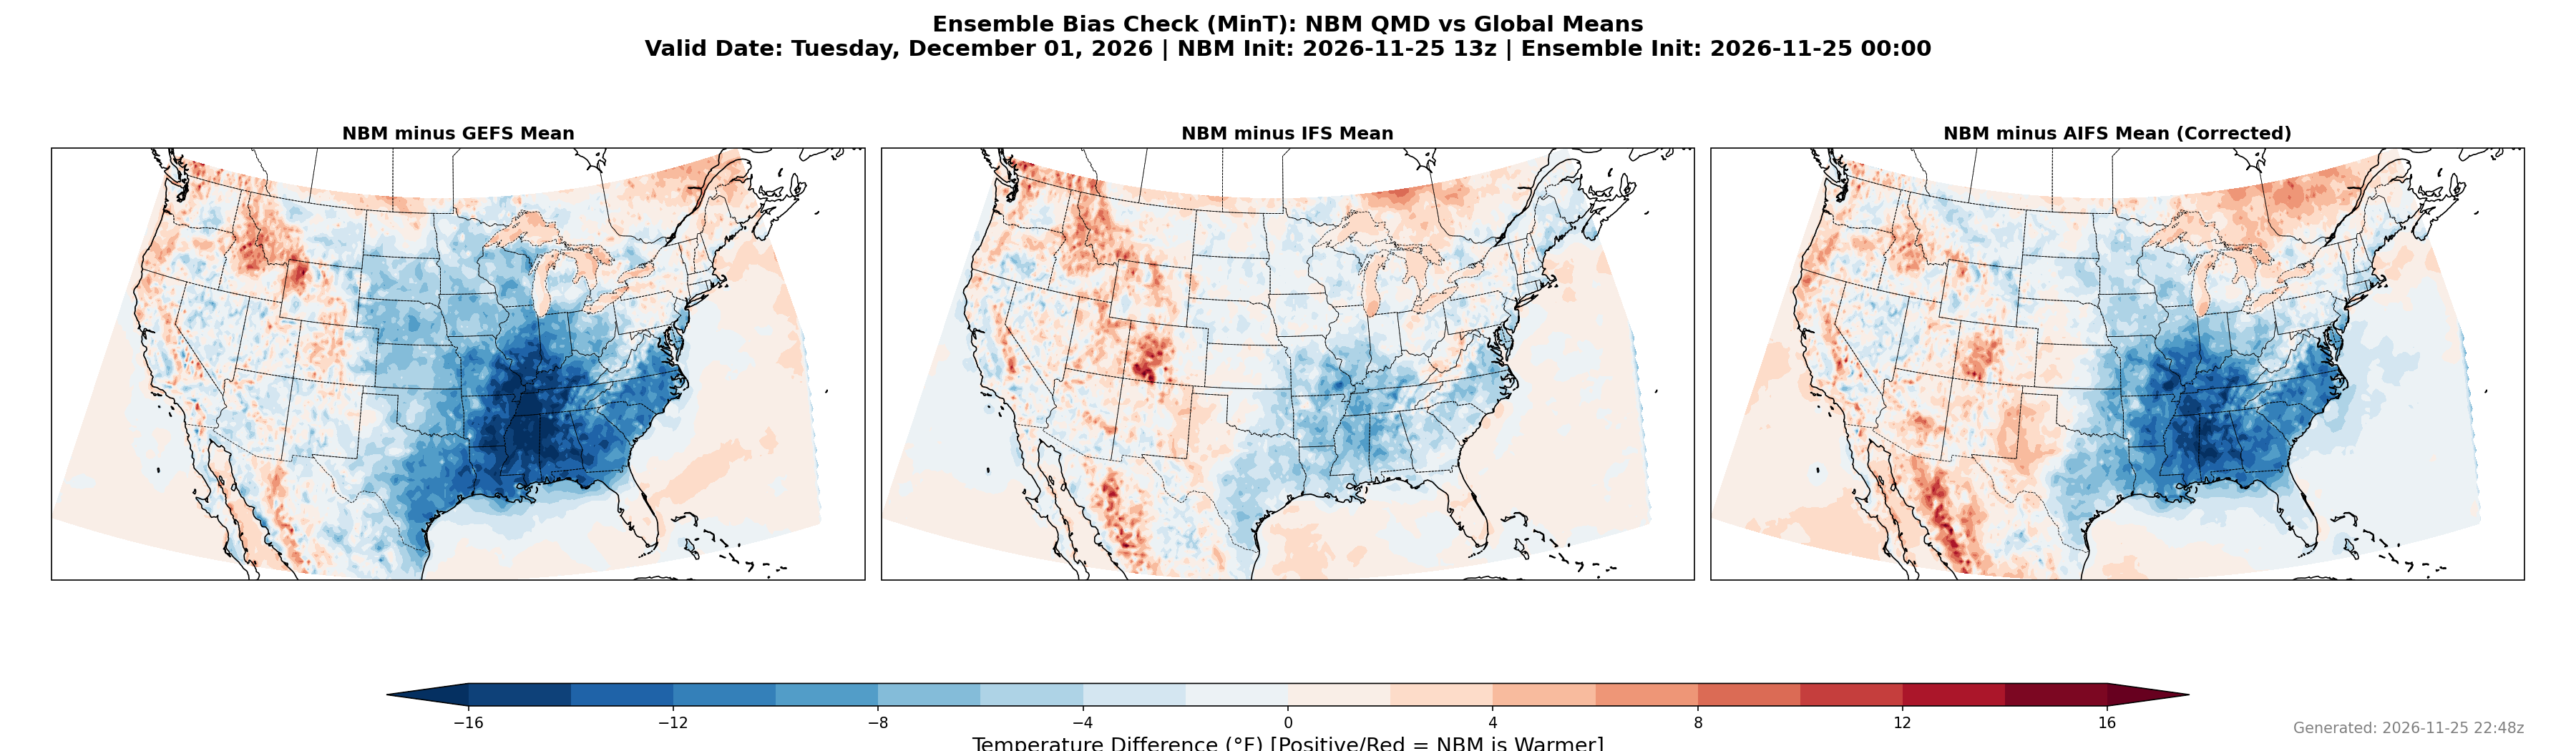 Ensemble Bias Check (MinT): NBM QMD vs Global Means
Valid Date: Tuesday, December 01, 2026 | NBM Init: 2026-11-25 13z | Ensemble Init: 2026-11-25 00:00
NBM minus GEFS Mean
NBM minus IFS Mean
NBM minus AIFS Mean (Corrected)
−16 −12 −8 −4 0 4 8 12 16
Generated: 2026-11-25 22:48z
Temperature Difference (°F) [Positive/Red = NBM is Warmer]